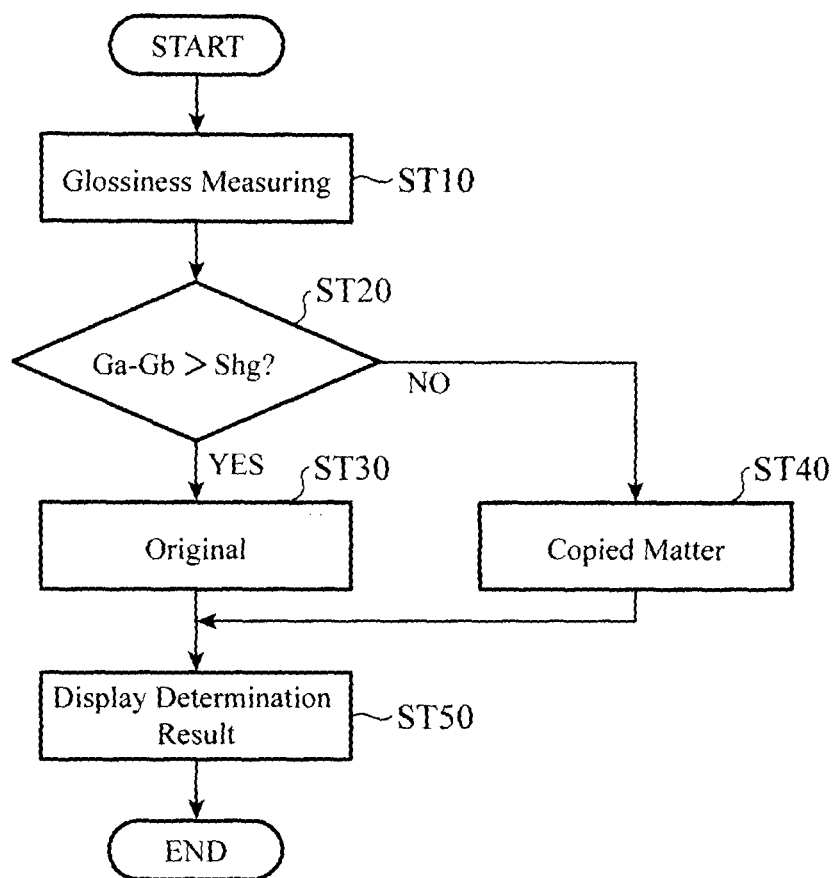 START
Glossiness Measuring
ST10
ST20
Ga-Gb > Shg?
NO
YES
ST30
ST40
Original
Copied Matter
Display Determination
Result
ST50
END